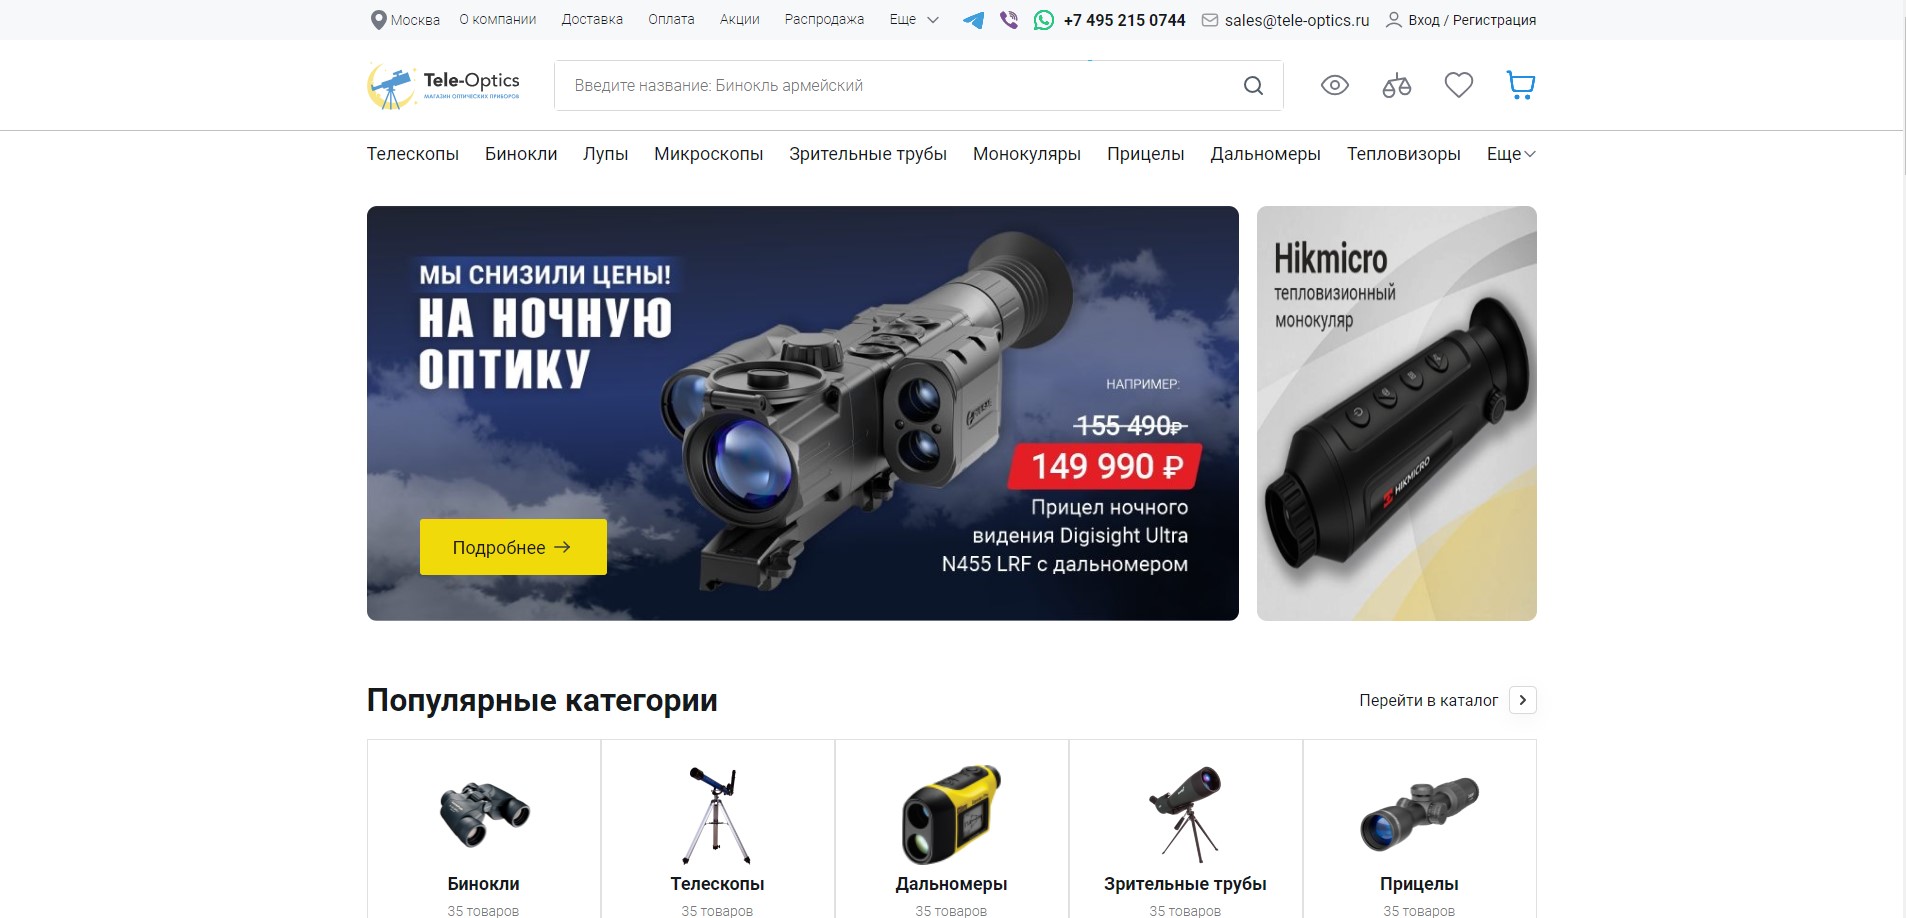 Москва
О компании
Доставка
Оплата
Акции
Распродажа
Еще
+7 495 215 0744
sales@tele-optics.ru
Вход / Регистрация
Tele-Optics
МАГАЗИН ОПТИЧЕСКИХ ПРИБОРОВ
Введите название: Бинокль армейский
Телескопы
Бинокли
Лупы
Микроскопы
Зрительные трубы
Монокуляры
Прицелы
Дальномеры
Тепловизоры
Еще
МЫ СНИЗИЛИ ЦЕНЫ!
НА НОЧНУЮ
ОПТИКУ
НАПРИМЕР:
155 490₽
149 990 ₽
Прицел ночного
видения Digisight Ultra
N455 LRF с дальномером
Подробнее
Hikmicro
тепловизионный
монокуляр
HIKMICRO
Популярные категории
Перейти в каталог
Бинокли
35 товаров
Телескопы
35 товаров
Дальномеры
35 товаров
Зрительные трубы
35 товаров
Прицелы
35 товаров